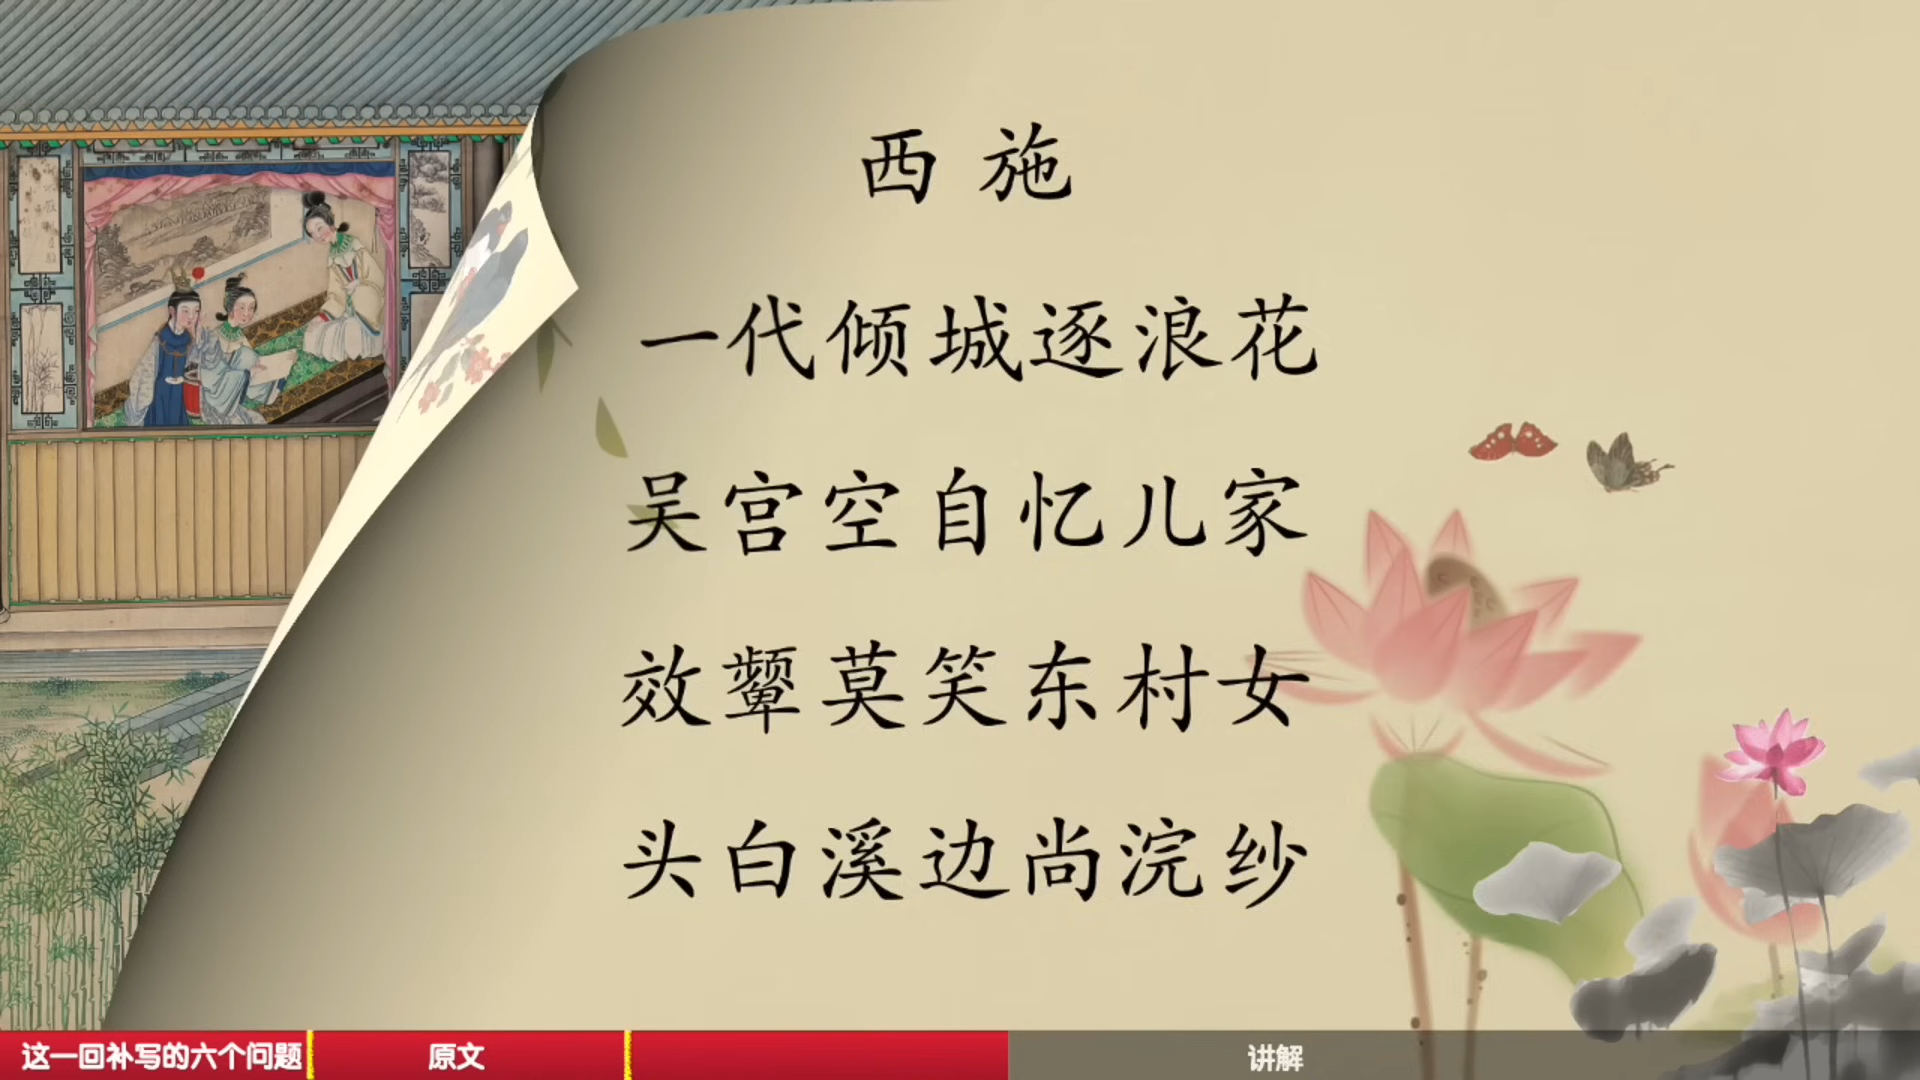 西施
一代倾城逐浪花
吴宫空自忆儿家
效颦莫笑东村女
头白溪边尚浣纱
这一回补写的六个问题
原文
讲解